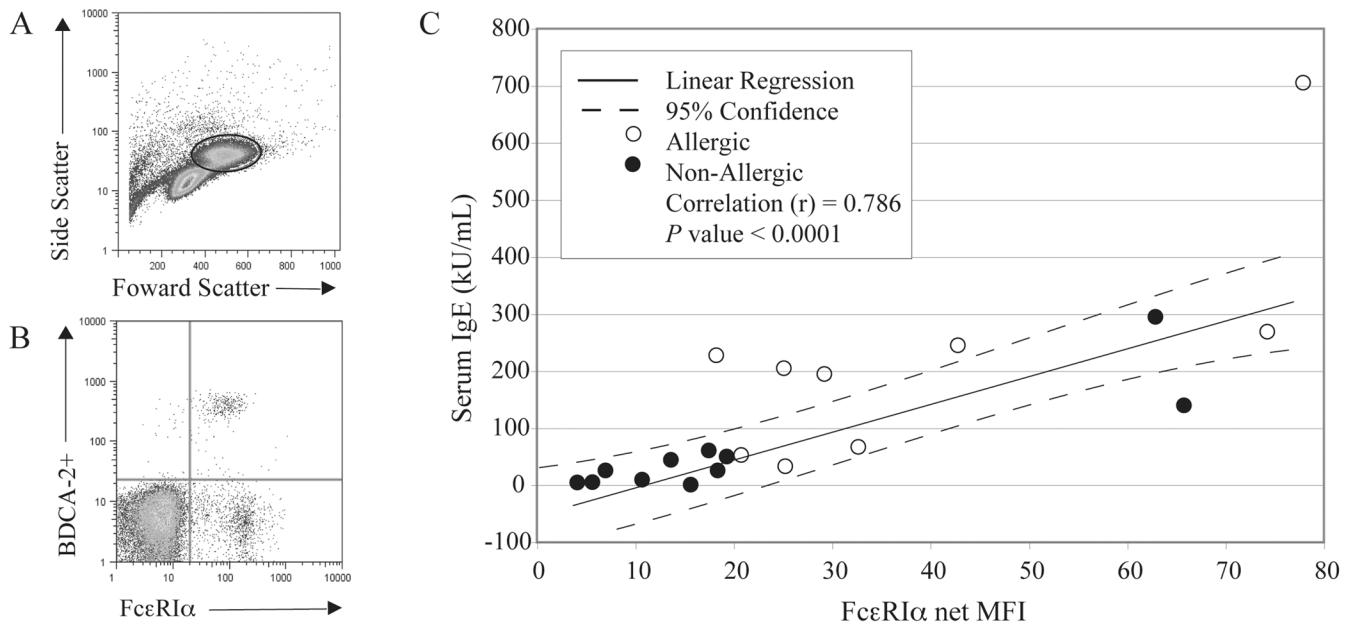 A
10000
1000
100
10
1
Side Scatter
200 400 600 800 1000
Foward Scatter
B
10000
1000
100
10
1
BDCA-2+
1 10 100 1000 10000
FcεRIα
C
800
700
600
500
400
300
200
100
0
-100
Serum IgE (kU/mL)
Linear Regression
95% Confidence
Allergic
Non-Allergic
Correlation (r) = 0.786
P value < 0.0001
0 10 20 30 40 50 60 70 80
FcεRIα net MFI